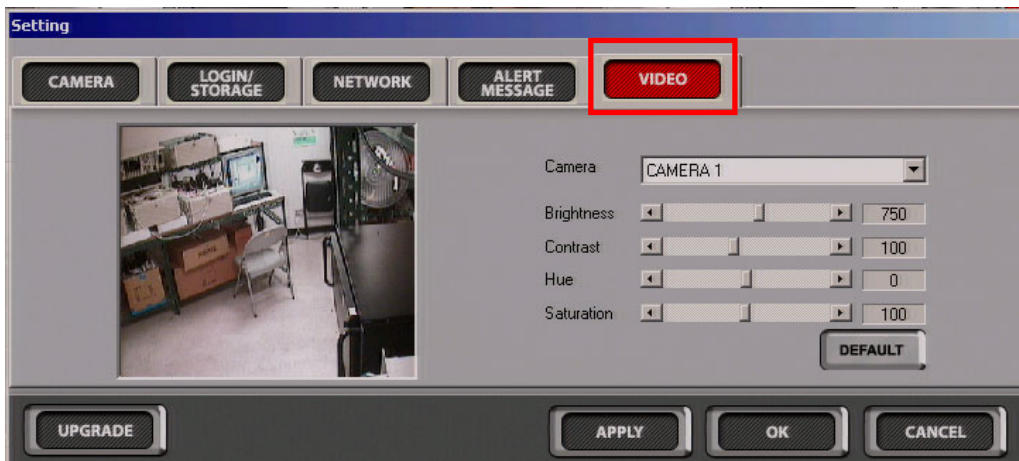 Setting
CAMERA
LOGIN/
STORAGE
NETWORK
ALERT
MESSAGE
VIDEO
Camera CAMERA 1
Brightness 750
Contrast 100
Hue 0
Saturation 100
DEFAULT
UPGRADE APPLY OK CANCEL